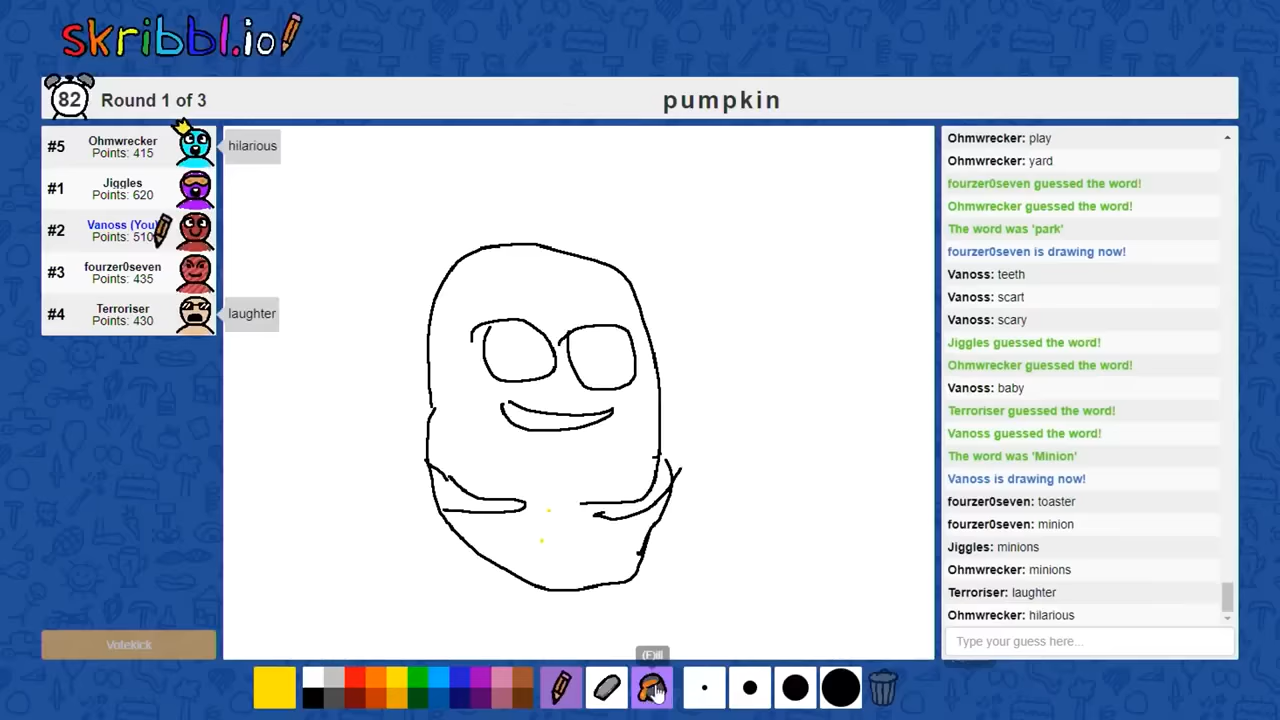 skribbl.io
82
Round 1 of 3
pumpkin
#5
Ohmwrecker
Points: 415
hilarious
#1
Jiggles
Points: 620
#2
Vanoss (You)
Points: 510
#3
fourzer0seven
Points: 435
#4
Terroriser
Points: 430
laughter
Votekick
Ohmwrecker: play
Ohmwrecker: yard
fourzer0seven guessed the word!
Ohmwrecker guessed the word!
The word was 'park'
fourzer0seven is drawing now!
Vanoss: teeth
Vanoss: scart
Vanoss: scary
Jiggles guessed the word!
Ohmwrecker guessed the word!
Vanoss: baby
Terroriser guessed the word!
Vanoss guessed the word!
The word was 'Minion'
Vanoss is drawing now!
fourzer0seven: toaster
fourzer0seven: minion
Jiggles: minions
Ohmwrecker: minions
Terroriser: laughter
Ohmwrecker: hilarious
Type your guess here...
(F)ill